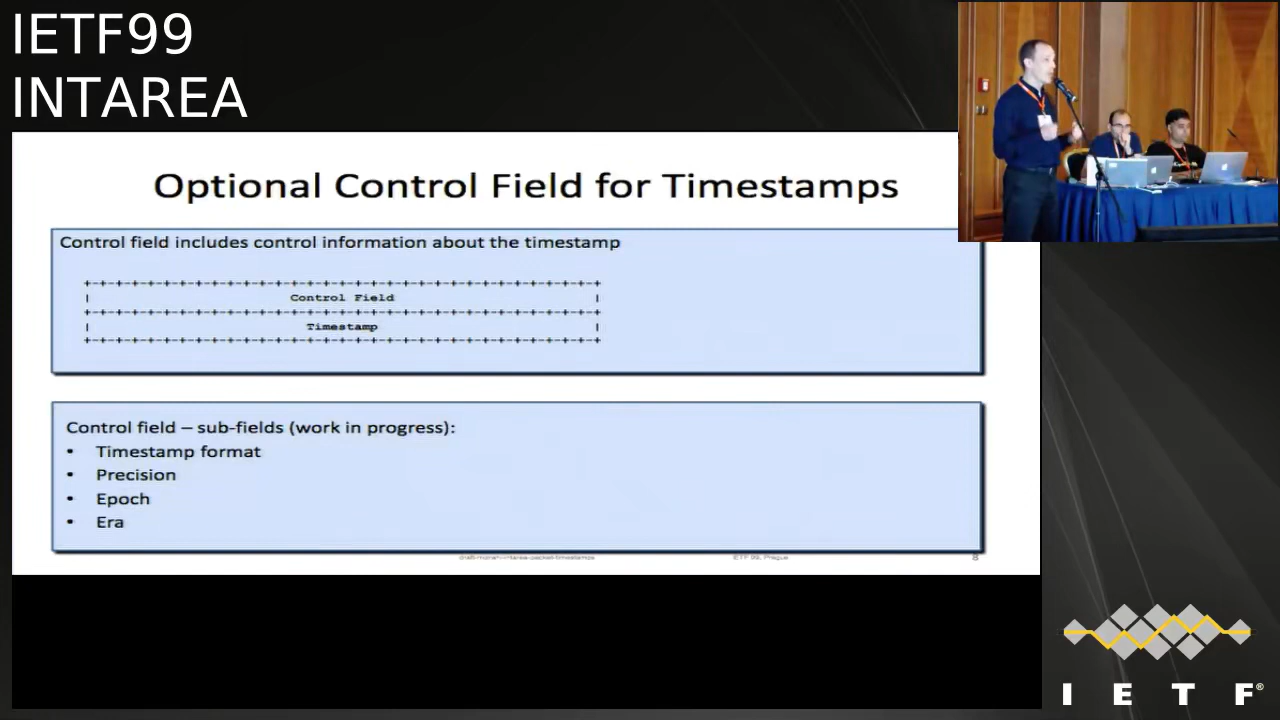 IETF99
INTAREA
Optional Control Field for Timestamps
Control field includes control information about the timestamp
+-+-+-+-+-+-+-+-+-+-+-+-+-+-+-+-+-+-+-+-+-+-+-+-+-+-+-+-+-+-+-+-+
| Control Field |
+-+-+-+-+-+-+-+-+-+-+-+-+-+-+-+-+-+-+-+-+-+-+-+-+-+-+-+-+-+-+-+-+
| Timestamp |
+-+-+-+-+-+-+-+-+-+-+-+-+-+-+-+-+-+-+-+-+-+-+-+-+-+-+-+-+-+-+-+-+
Control field – sub-fields (work in progress):
• Timestamp format
• Precision
• Epoch
• Era
IETF 99, Prague
8
I E T F®